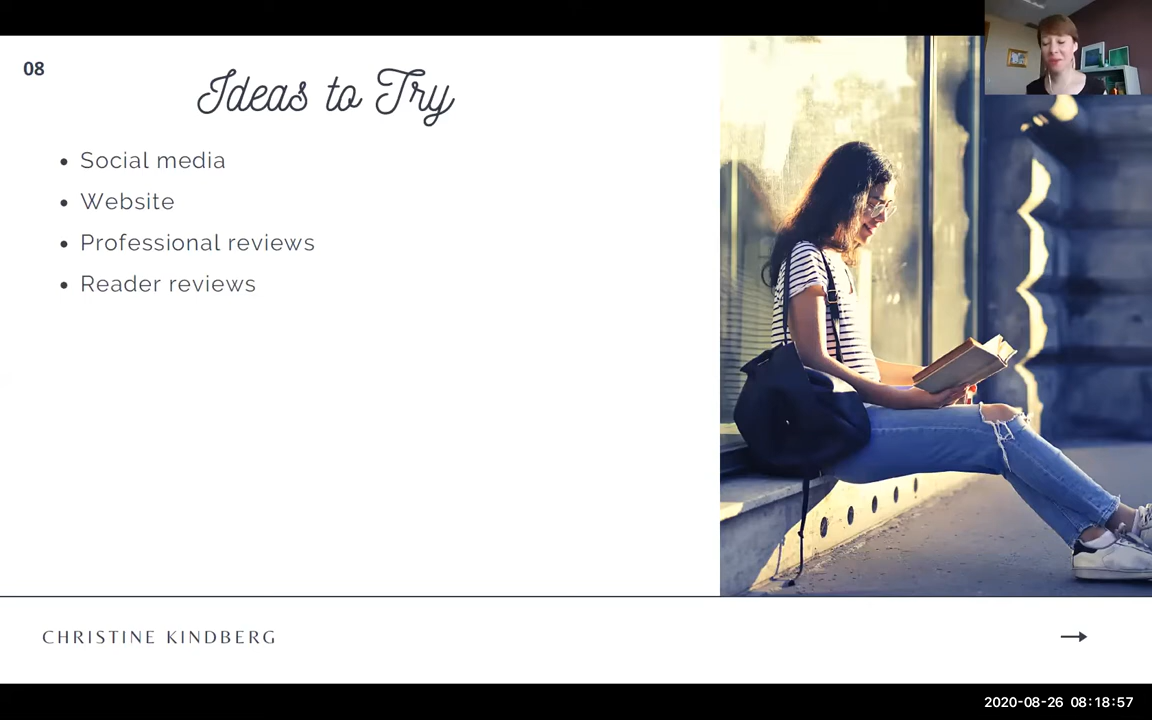 08
Ideas to Try
• Social media
• Website
• Professional reviews
• Reader reviews
CHRISTINE KINDBERG
2020-08-26 08:18:57